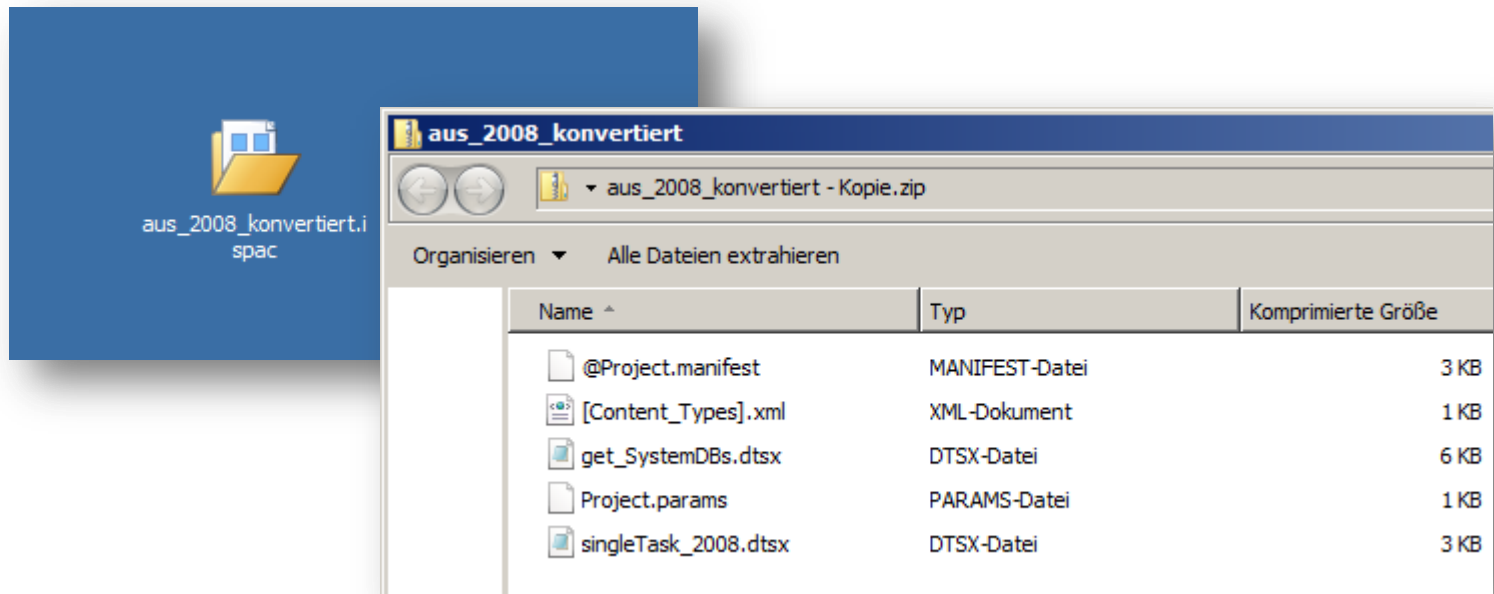 aus_2008_konvertiert.i
spac
aus_2008_konvertiert
aus_2008_konvertiert - Kopie.zip
Organisieren Alle Dateien extrahieren
Name Typ Komprimierte Größe
@Project.manifest MANIFEST-Datei 3 KB
[Content_Types].xml XML-Dokument 1 KB
get_SystemDBs.dtsx DTSX-Datei 6 KB
Project.params PARAMS-Datei 1 KB
singleTask_2008.dtsx DTSX-Datei 3 KB